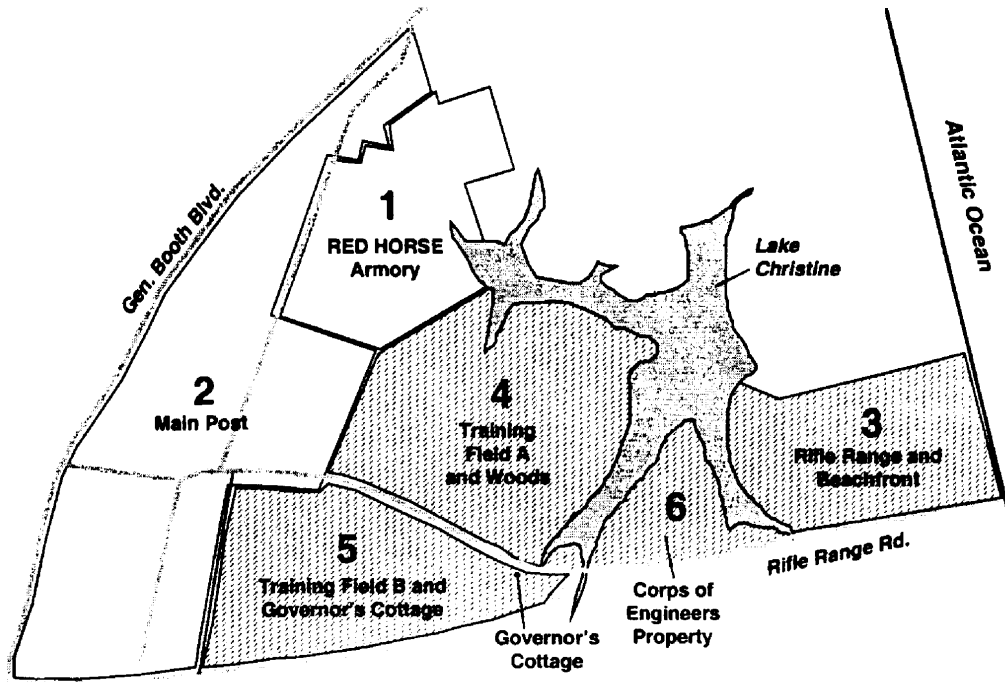 Gen. Booth Blvd.
1
RED HORSE
Armory
Lake
Christine
Atlantic Ocean
2
Main Post
4
Training
Field A
and Woods
3
Rifle Range and
Beachfront
5
Training Field B and
Governor's Cottage
6
Rifle Range Rd.
Corps of
Engineers
Property
Governor's
Cottage